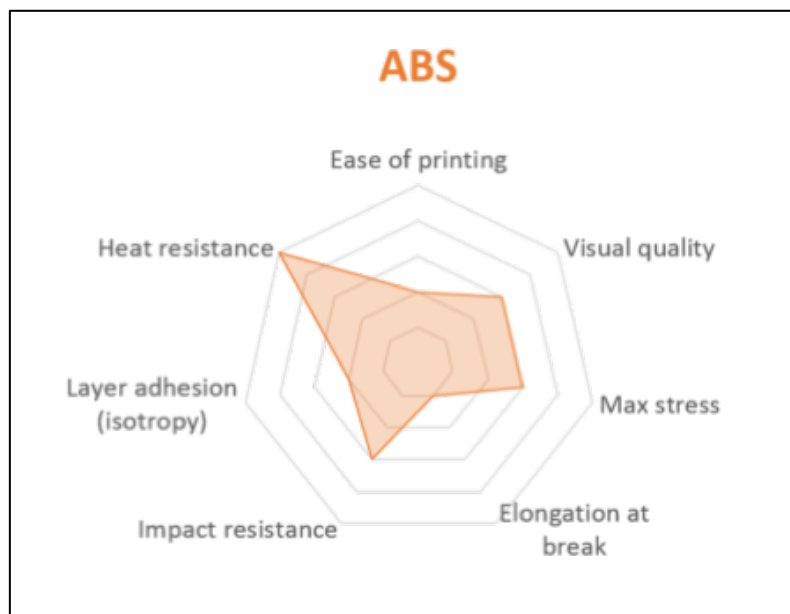 ABS
Ease of printing
Heat resistance
Visual quality
Layer adhesion
(isotropy)
Max stress
Impact resistance
Elongation at
break